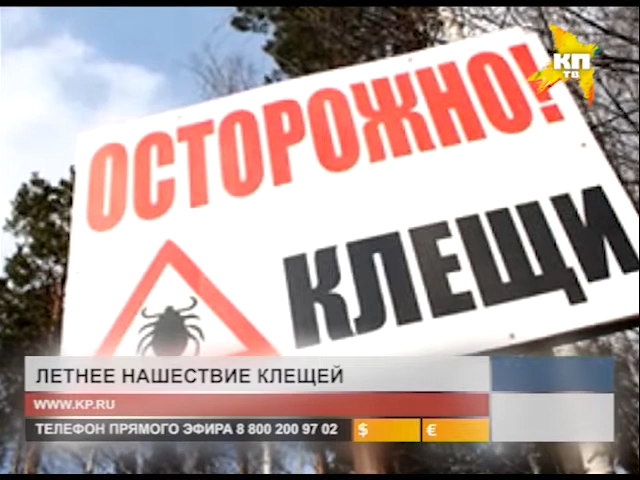 КП
ТВ
ОСТОРОЖНО!
КЛЕЩИ
ЛЕТНЕЕ НАШЕСТВИЕ КЛЕЩЕЙ
WWW.KP.RU
ТЕЛЕФОН ПРЯМОГО ЭФИРА 8 800 200 97 02 $ €